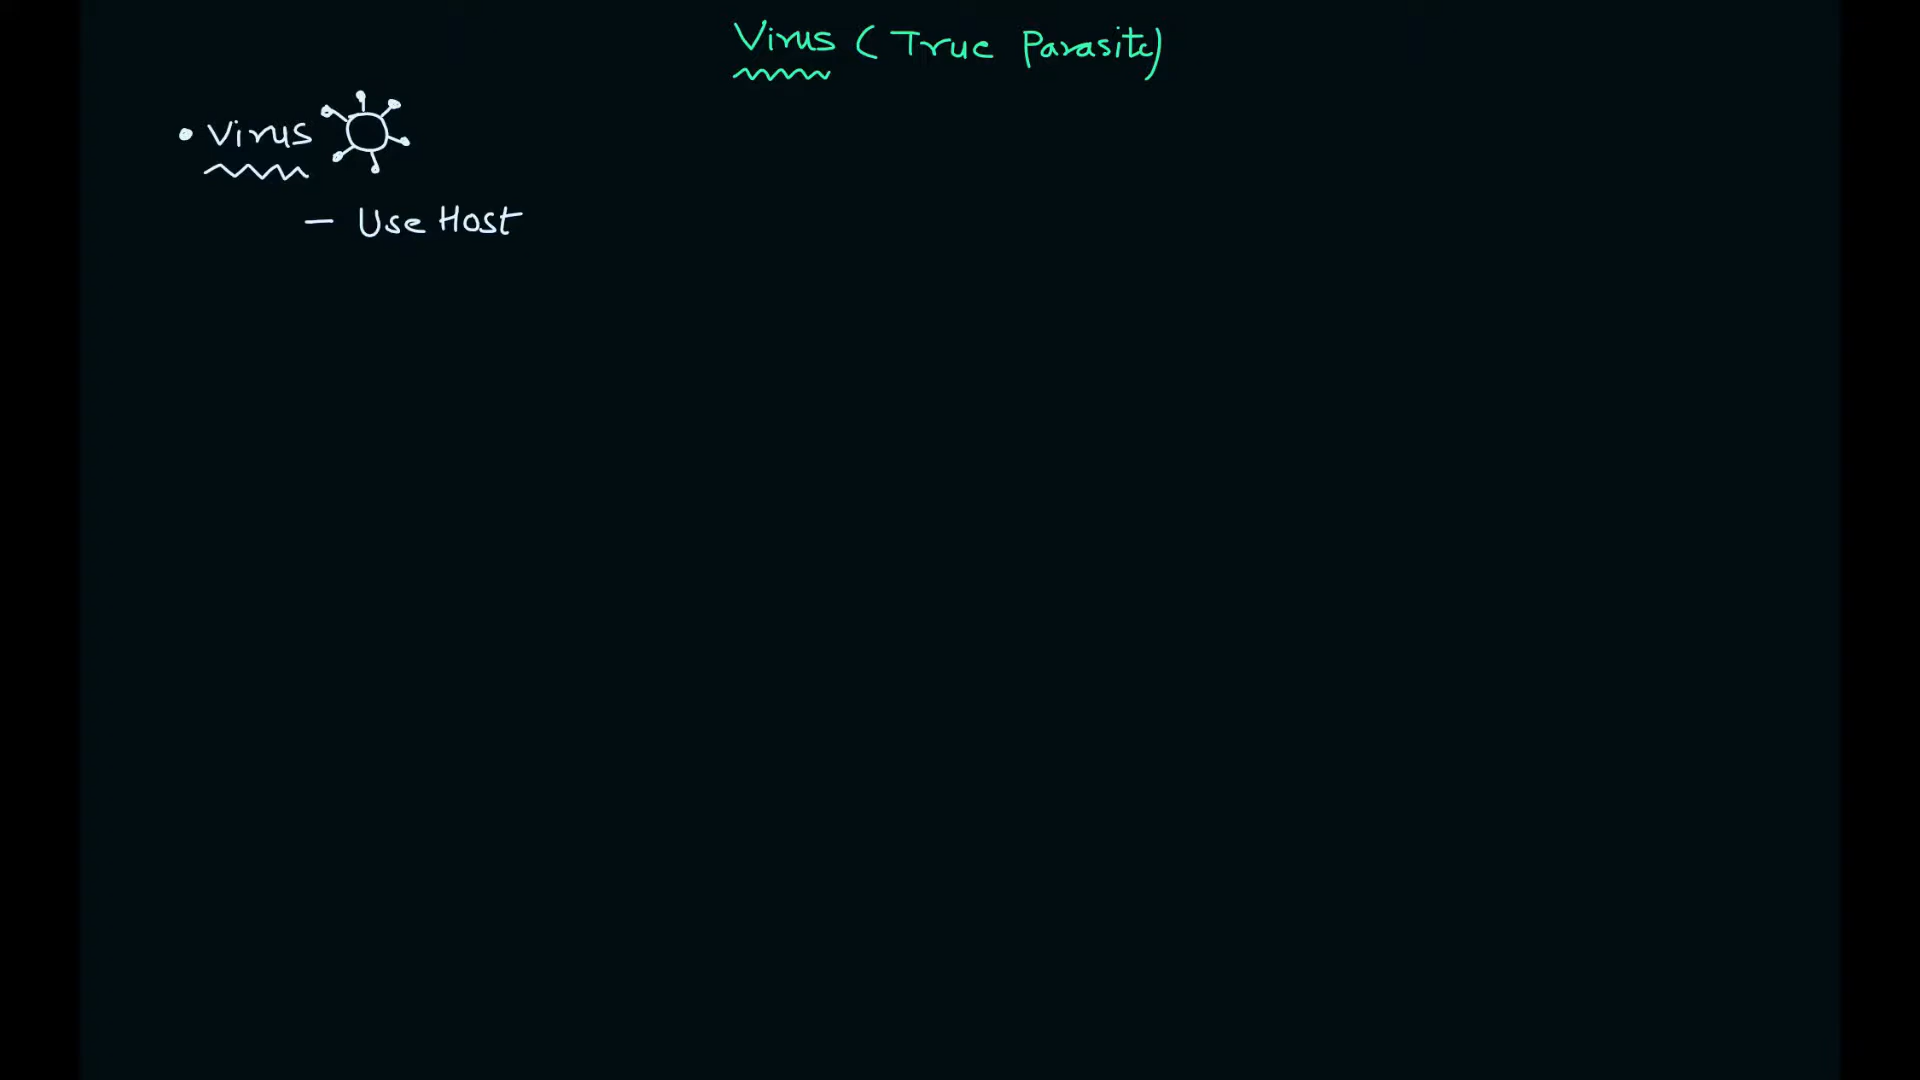 Virus (True Parasite)
• Virus
— Use Host